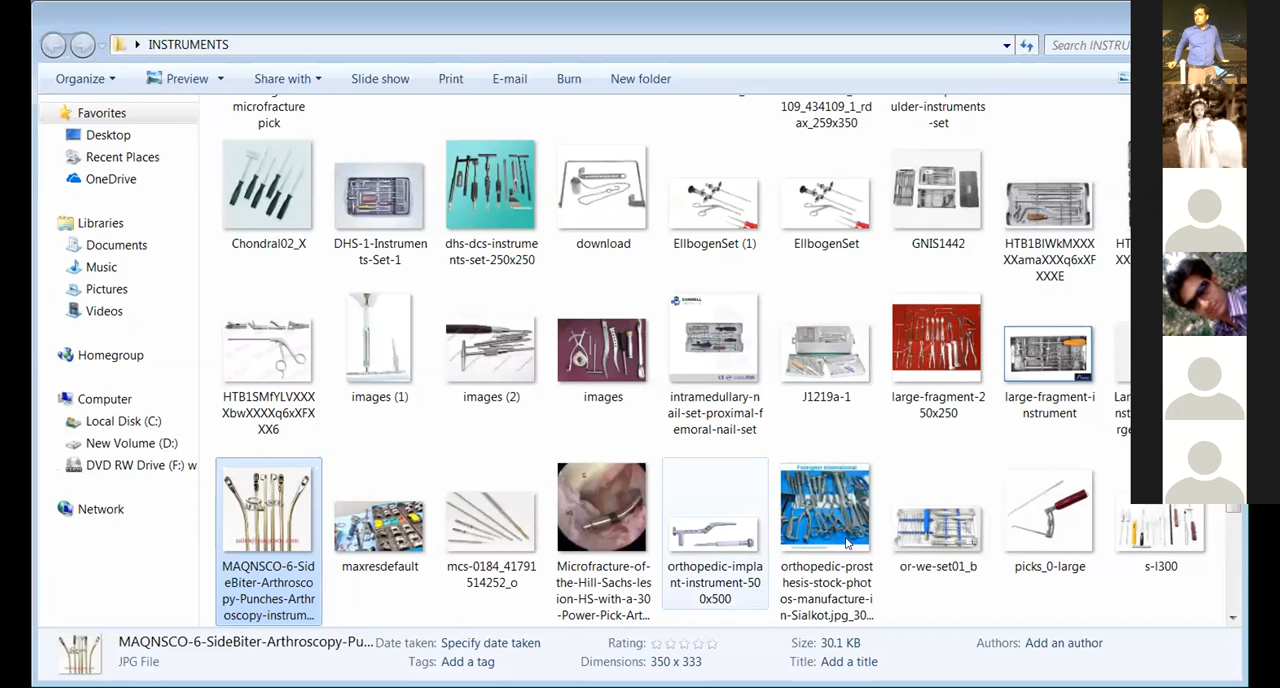 INSTRUMENTS
Search INSTRU
Organize
Preview
Share with
Slide show
Print
E-mail
Burn
New folder
Favorites
Desktop
Recent Places
OneDrive
Libraries
Documents
Music
Pictures
Videos
Homegroup
Computer
Local Disk (C:)
New Volume (D:)
DVD RW Drive (F:) w
Network
microfracture
pick
109_434109_1_rd
ax_259x350
ulder-instruments
-set
Chondral02_X
DHS-1-Instrumen
ts-Set-1
dhs-dcs-instrume
nts-set-250x250
download
EllbogenSet (1)
EllbogenSet
GNIS1442
HTB1BlWkMXXX
XXamaXXXq6xXF
XXXE
HT
XX
HTB1SMfYLVXXX
XbwXXXXq6xXFX
XX6
images (1)
images (2)
images
intramedullary-n
ail-set-proximal-f
emoral-nail-set
J1219a-1
large-fragment-2
50x250
large-fragment-i
nstrument
Lar
nst
rge
MAQNSCO-6-Sid
eBiter-Arthrosco
py-Punches-Arthr
oscopy-instrum...
maxresdefault
mcs-0184_41791
514252_o
Microfracture-of-
the-Hill-Sachs-les
ion-HS-with-a-30
-Power-Pick-Art...
orthopedic-impla
nt-instrument-50
0x500
Foregner International
orthopedic-prost
hesis-stock-phot
os-manufacture-i
n-Sialkot.jpg_30...
or-we-set01_b
picks_0-large
s-l300
MAQNSCO-6-SideBiter-Arthroscopy-Pu...
JPG File
Date taken: Specify date taken
Tags: Add a tag
Rating:
Dimensions: 350 x 333
Size: 30.1 KB
Title: Add a title
Authors: Add an author